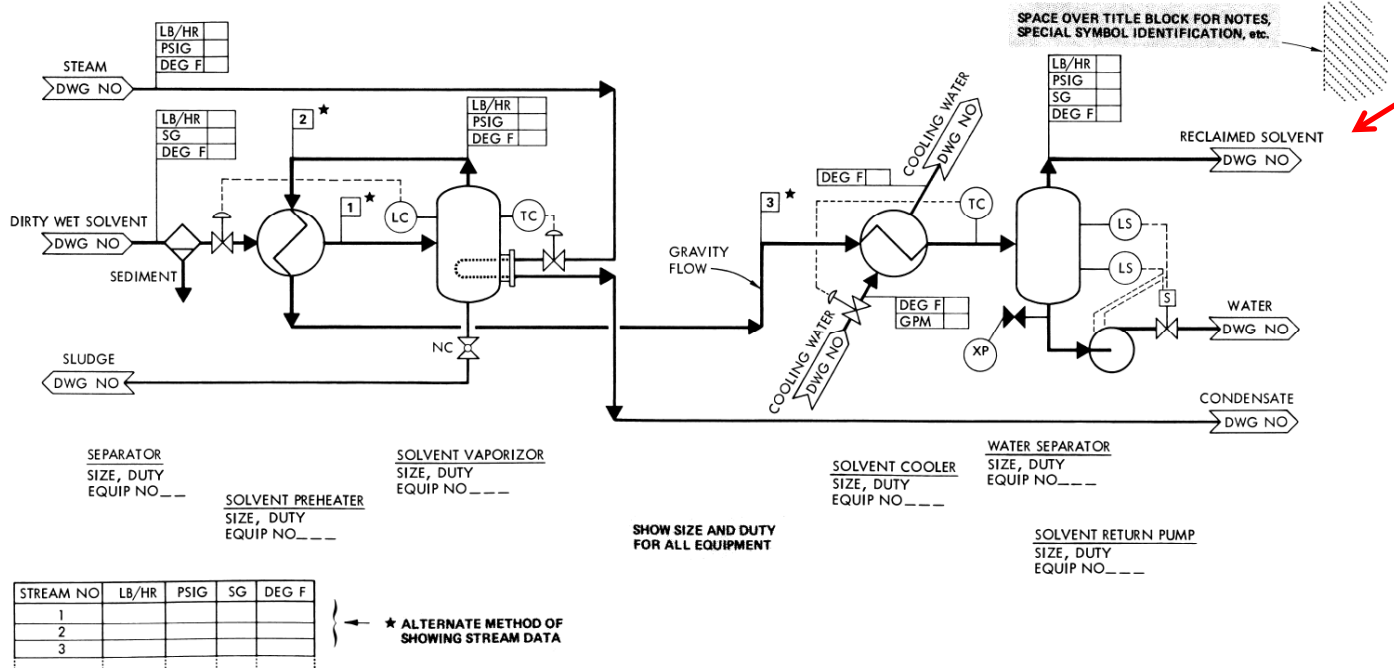 SPACE OVER TITLE BLOCK FOR NOTES,
SPECIAL SYMBOL IDENTIFICATION, etc.
LB/HR
PSIG
DEG F
STEAM
DWG NO
LB/HR
SG
DEG F
2 ★
LB/HR
PSIG
DEG F
COOLING WATER
DWG NO
LB/HR
PSIG
SG
DEG F
RECLAIMED SOLVENT
DWG NO
DEG F
1 ★
LC
TC
3 ★
TC
DIRTY WET SOLVENT
DWG NO
SEDIMENT
GRAVITY
FLOW
LS
LS
S
DEG F
GPM
WATER
DWG NO
NC
XP
COOLING WATER
DWG NO
SLUDGE
DWG NO
CONDENSATE
DWG NO
SEPARATOR
SIZE, DUTY
EQUIP NO___
SOLVENT PREHEATER
SIZE, DUTY
EQUIP NO___
SOLVENT VAPORIZOR
SIZE, DUTY
EQUIP NO___
SOLVENT COOLER
SIZE, DUTY
EQUIP NO___
WATER SEPARATOR
SIZE, DUTY
EQUIP NO___
SOLVENT RETURN PUMP
SIZE, DUTY
EQUIP NO___
SHOW SIZE AND DUTY
FOR ALL EQUIPMENT
STREAM NO LB/HR PSIG SG DEG F
1
2
3
★ ALTERNATE METHOD OF
SHOWING STREAM DATA